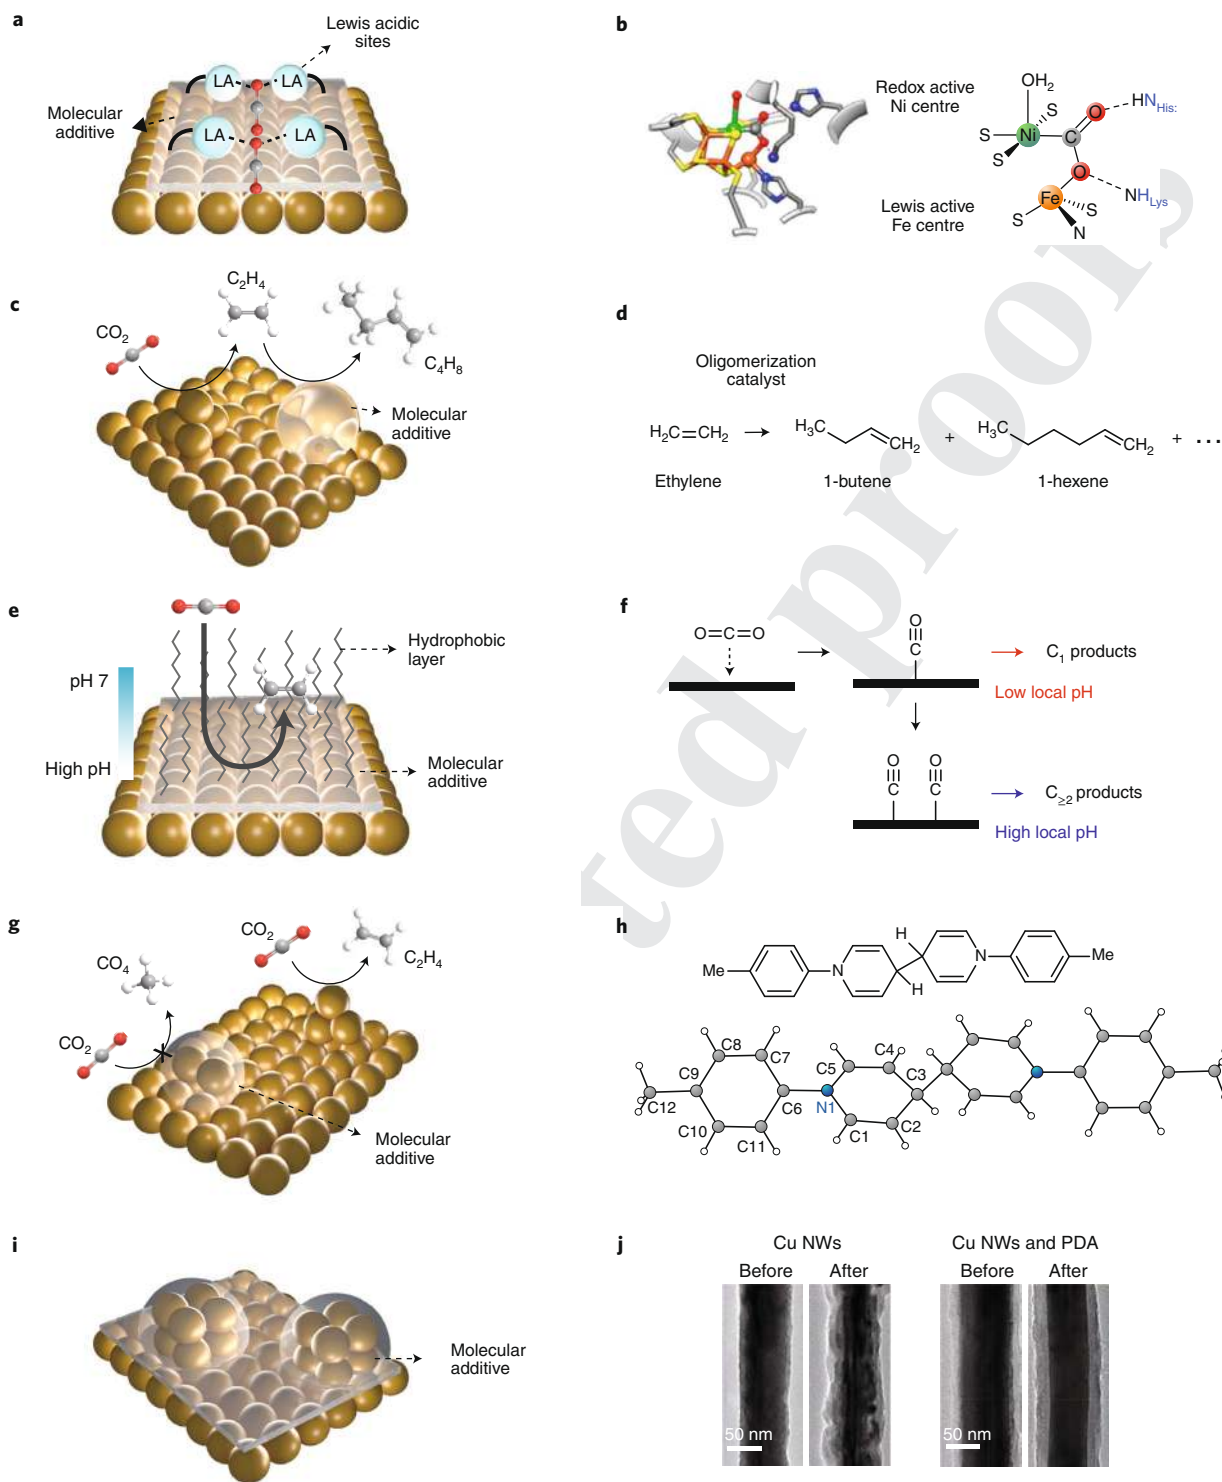 a
Lewis acidic
sites
LA
LA
Molecular
additive
LA
LA
b
Redox active
Ni centre
Lewis active
Fe centre
OH₂
S
S
Ni
S
S
C
O
HN_His:
O
NH_Lys
Fe
S
S
N
c
CO₂
C₂H₄
C₄H₈
Molecular
additive
d
Oligomerization
catalyst
H₂C=CH₂
H₃C
CH₂
+
H₃C
CH₂
+ ...
Ethylene
1-butene
1-hexene
e
pH 7
High pH
Hydrophobic
layer
Molecular
additive
f
O=C=O
O
C
C₁ products
Low local pH
O
C
O
C
C≥₂ products
High local pH
g
CO₂
CO₄
CO₂
C₂H₄
Molecular
additive
h
Me
N
H
H
N
Me
C8
C7
C9
C12
C10
C11
C6
N1
C5
C4
C3
C1
C2
i
Molecular
additive
j
Cu NWs
Before
After
50 nm
Cu NWs and PDA
Before
After
50 nm
ted proofs